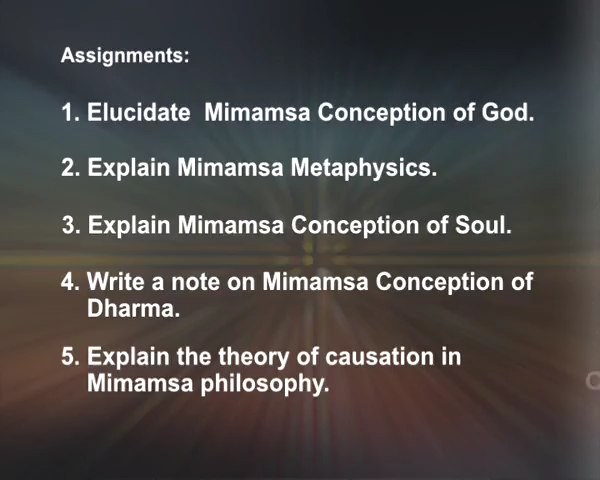 Assignments:
1. Elucidate Mimamsa Conception of God.
2. Explain Mimamsa Metaphysics.
3. Explain Mimamsa Conception of Soul.
4. Write a note on Mimamsa Conception of
Dharma.
5. Explain the theory of causation in
Mimamsa philosophy.